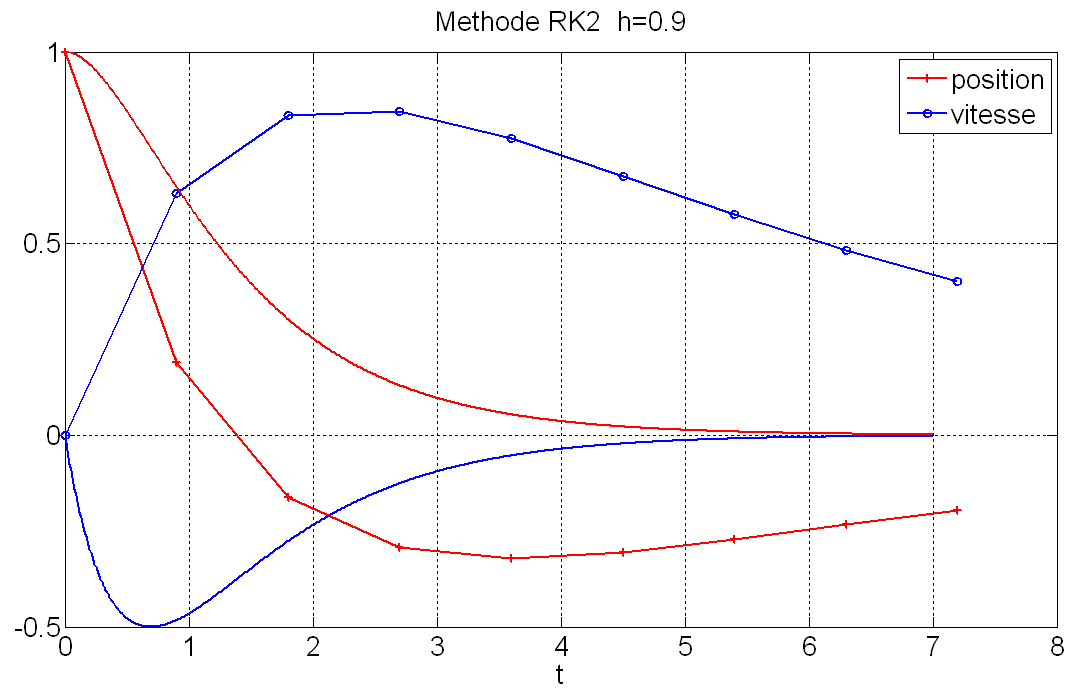 Methode RK2 h=0.9
position
vitesse
1
0.5
0
-0.5
0 1 2 3 4 5 6 7 8
t